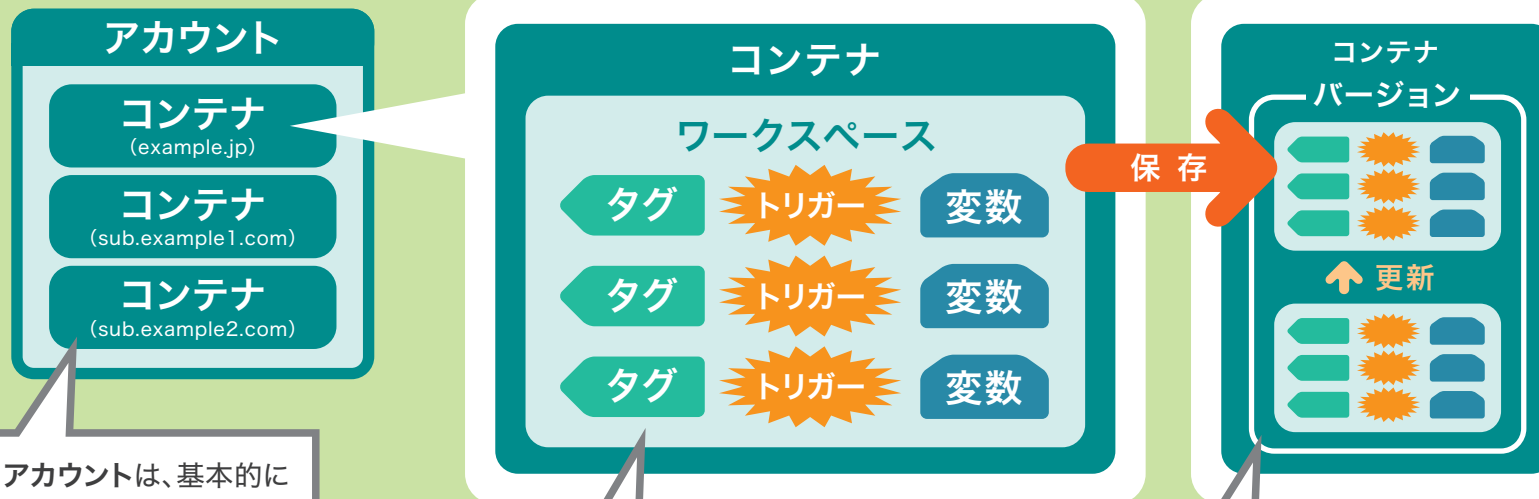 アカウント
コンテナ
(example.jp)
コンテナ
(sub.example1.com)
コンテナ
(sub.example2.com)
アカウントは、基本的に
コンテナ
ワークスペース
タグ トリガー 変数
タグ トリガー 変数
タグ トリガー 変数
保存
コンテナ
バージョン
更新